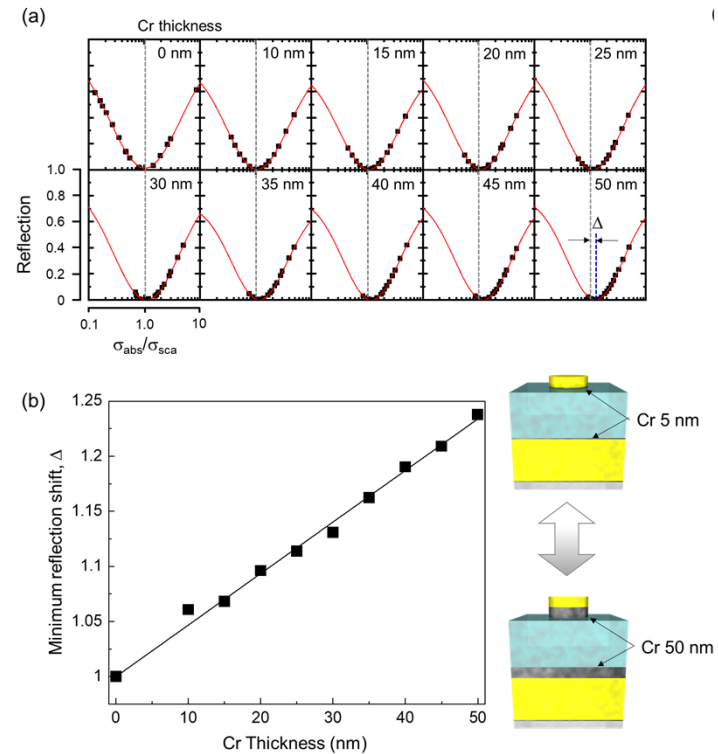 (a)
Cr thickness
0 nm
10 nm
15 nm
20 nm
25 nm
30 nm
35 nm
40 nm
45 nm
50 nm
Δ
Reflection
1.0
0.8
0.6
0.4
0.2
0
0.1
1.0
10
σabs/σsca
(b)
Minimum reflection shift, Δ
1.25
1.2
1.15
1.1
1.05
1
0
10
20
30
40
50
Cr Thickness (nm)
Cr 5 nm
Cr 50 nm